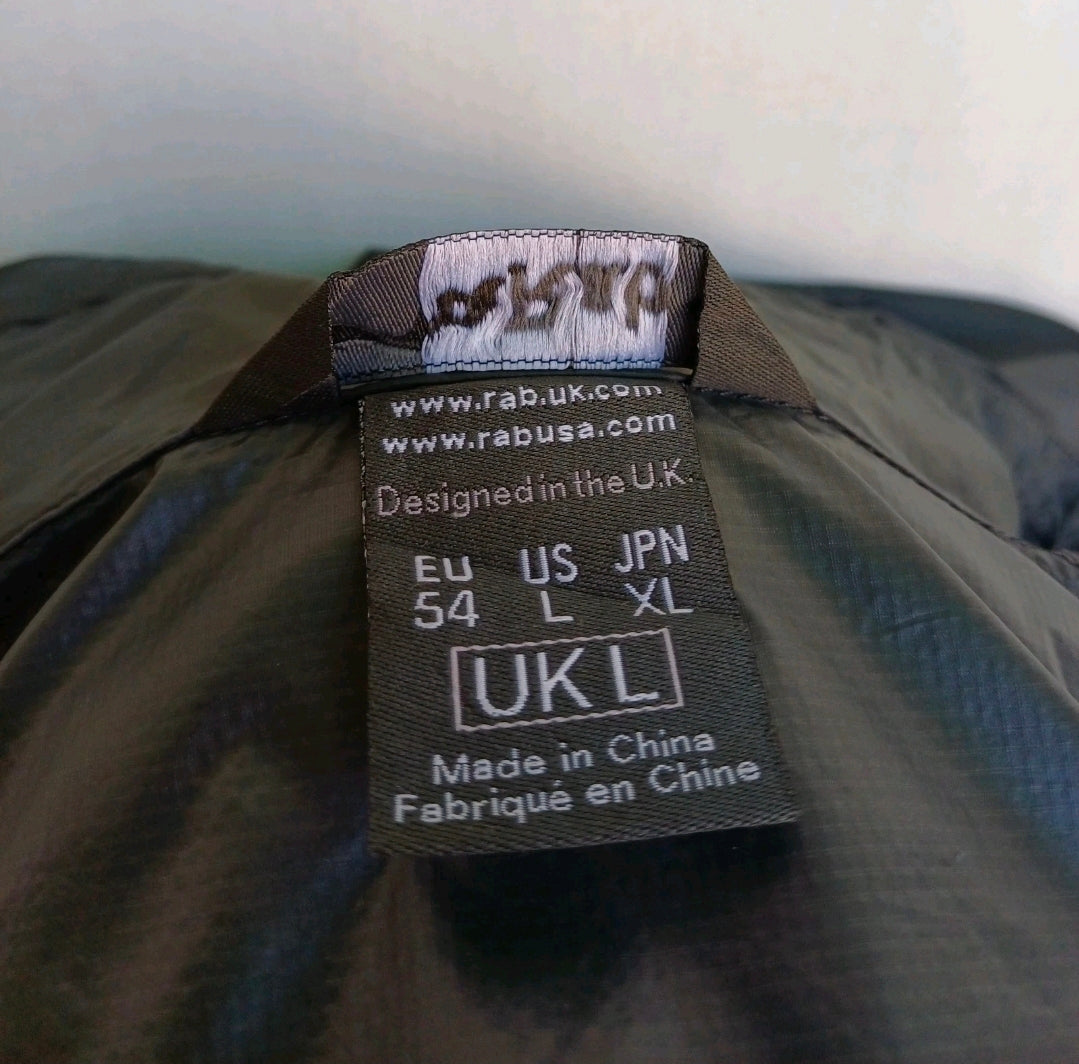 www.rab.uk.com
www.rabusa.com
Designed in the U.K.
EU US JPN
54 L XL
UK L
Made in China
Fabriqué en Chine